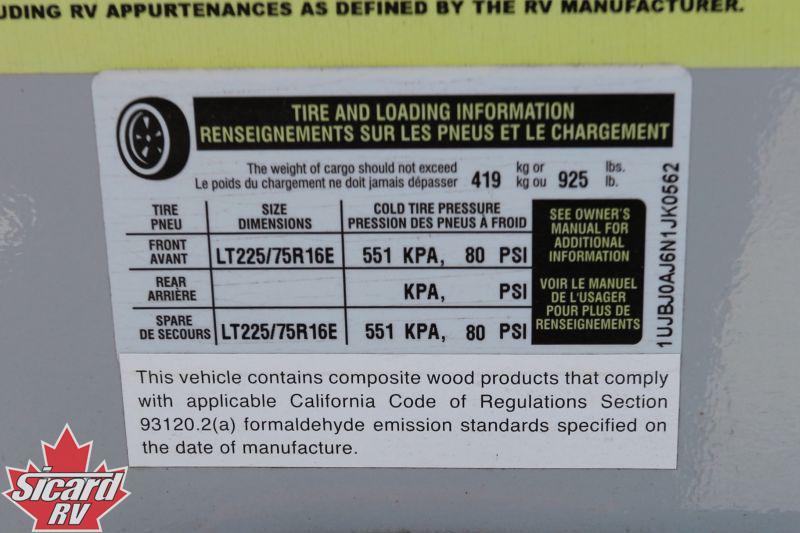 UDING RV APPURTENANCES AS DEFINED BY THE RV MANUFACTURER.
TIRE AND LOADING INFORMATION
RENSEIGNEMENTS SUR LES PNEUS ET LE CHARGEMENT
The weight of cargo should not exceed 419 kg or 925 lbs.
Le poids du chargement ne doit jamais dépasser kg ou lb.
TIRE SIZE COLD TIRE PRESSURE
PNEU DIMENSIONS PRESSION DES PNEUS À FROID
FRONT
AVANT LT225/75R16E 551 KPA, 80 PSI
REAR
ARRIÈRE KPA, PSI
SPARE
DE SECOURS LT225/75R16E 551 KPA, 80 PSI
SEE OWNER'S
MANUAL FOR
ADDITIONAL
INFORMATION
VOIR LE MANUEL
DE L'USAGER
POUR PLUS DE
RENSEIGNEMENTS
1UJBJ0AJ6N1JK0562
This vehicle contains composite wood products that comply
with applicable California Code of Regulations Section
93120.2(a) formaldehyde emission standards specified on
the date of manufacture.
Sicard
RV